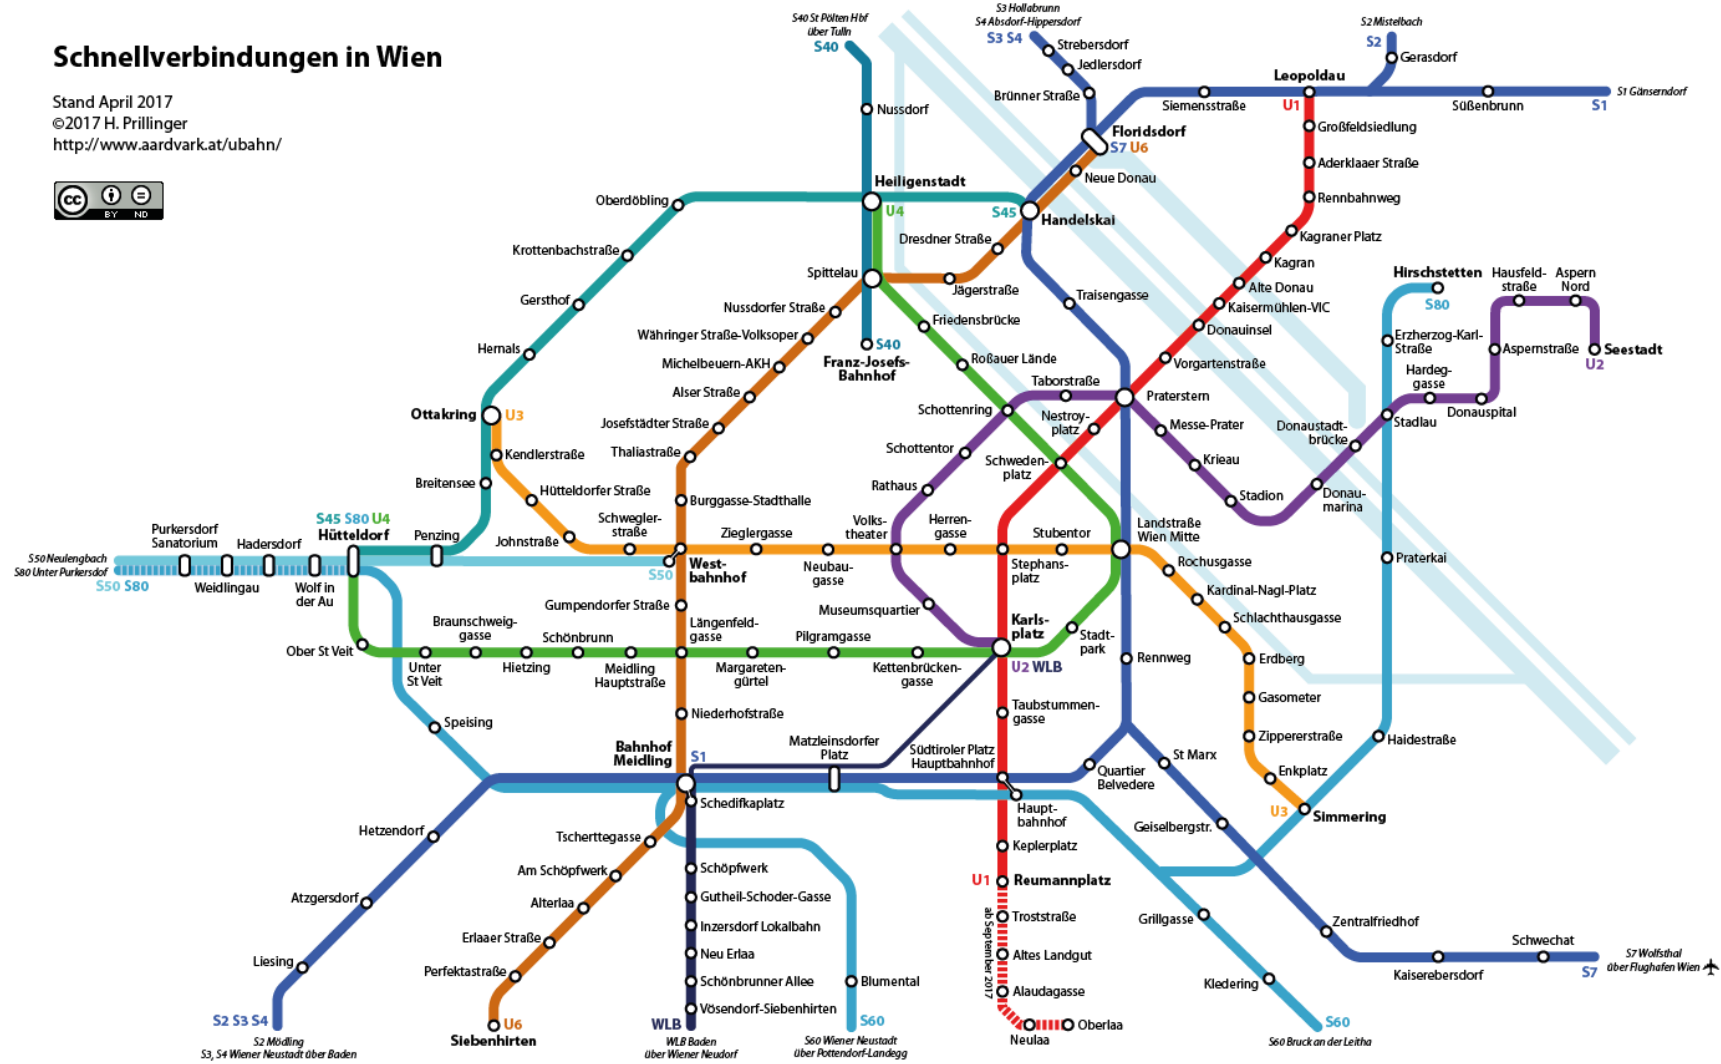 Schnellverbindungen in Wien
Stand April 2017
©2017 H. Prillinger
http://www.aardvark.at/ubahn/
cc
BY ND
S40 St Pölten Hbf
über Tulln
S40
Nussdorf
S3 Hollabrunn
S4 Absdorf-Hippersdorf
S3 S4
Strebersdorf
Jedlersdorf
Brünner Straße
S2 Mistelbach
S2
Gerasdorf
Leopoldau
U1
Siemensstraße
Süßenbrunn
S1
S1 Gänserndorf
Floridsdorf
S7 U6
Neue Donau
Großfeldsiedlung
Aderklaaer Straße
Rennbahnweg
Kagraner Platz
Kagran
Alte Donau
Kaisermühlen-VIC
Donauinsel
Vorgartenstraße
Heiligenstadt
U4
S45
Handelskai
Oberdöbling
Krottenbachstraße
Gersthof
Hernals
Dresdner Straße
Jägerstraße
Spittelau
Traisengasse
Nussdorfer Straße
Währinger Straße-Volksoper
Michelbeuern-AKH
Alser Straße
Josefstädter Straße
Thaliastraße
Burggasse-Stadthalle
Friedensbrücke
Roßauer Lände
S40
Franz-Josefs-
Bahnhof
Hirschstetten
S80
Hausfeld-
straße
Aspern
Nord
Erzherzog-Karl-
Straße
Aspernstraße
Seestadt
U2
Hardeg-
gasse
Donauspital
Stadlau
Donaustadt-
brücke
Donau-
marina
Stadion
Krieau
Messe-Prater
Praterstern
Taborstraße
Nestroy-
platz
Schottenring
Schottentor
Schweden-
platz
Rathaus
Ottakring
U3
Kendlerstraße
Breitensee
Hütteldorfer Straße
Johnstraße
Schwegler-
straße
Zieglergasse
Neubau-
gasse
Volks-
theater
Herren-
gasse
Stephans-
platz
Stubentor
Landstraße
Wien Mitte
Rochusgasse
Kardinal-Nagl-Platz
Schlachthausgasse
Erdberg
Gasometer
Zippererstraße
Enkplatz
U3
Simmering
Praterkai
Haidestraße
S45 S80 U4
Hütteldorf
Penzing
Purkersdorf
Sanatorium
Hadersdorf
Weidlingau
Wolf in
der Au
S50 Neulengbach
S80 Unter Purkersdof
S50 S80
S50
West-
bahnhof
Gumpendorfer Straße
Längenfeld-
gasse
Museumsquartier
Karls-
platz
U2 WLB
Stadt-
park
Rennweg
Ober St Veit
Unter
St Veit
Braunschweig-
gasse
Hietzing
Schönbrunn
Meidling
Hauptstraße
Margareten-
gürtel
Pilgramgasse
Kettenbrücken-
gasse
Niederhofstraße
Speising
Bahnhof
Meidling
S1
Matzleinsdorfer
Platz
Südtiroler Platz
Hauptbahnhof
Taubstummen-
gasse
Quartier
Belvedere
St Marx
Haupt-
bahnhof
Geiselbergstr.
Keplerplatz
U1
Reumannplatz
Schedifkaplatz
Tscherttegasse
Am Schöpfwerk
Alterlaa
Erlaaer Straße
Perfektastraße
U6
Siebenhirten
Hetzendorf
Atzgersdorf
Liesing
S2 S3 S4
S2 Mödling
S3, S4 Wiener Neustadt über Baden
Schöpfwerk
Gutheil-Schoder-Gasse
Inzersdorf Lokalbahn
Neu Erlaa
Schönbrunner Allee
Vösendorf-Siebenhirten
WLB
WLB Baden
über Wiener Neudorf
Blumental
S60
S60 Wiener Neustadt
über Pottendorf-Landegg
ab September 2017
Troststraße
Altes Landgut
Alaudagasse
Neulaa
Oberlaa
Grillgasse
Kledering
S60
S60 Bruck an der Leitha
Zentralfriedhof
Kaiserebersdorf
Schwechat
S7
S7 Wolfsthal
über Flughafen Wien